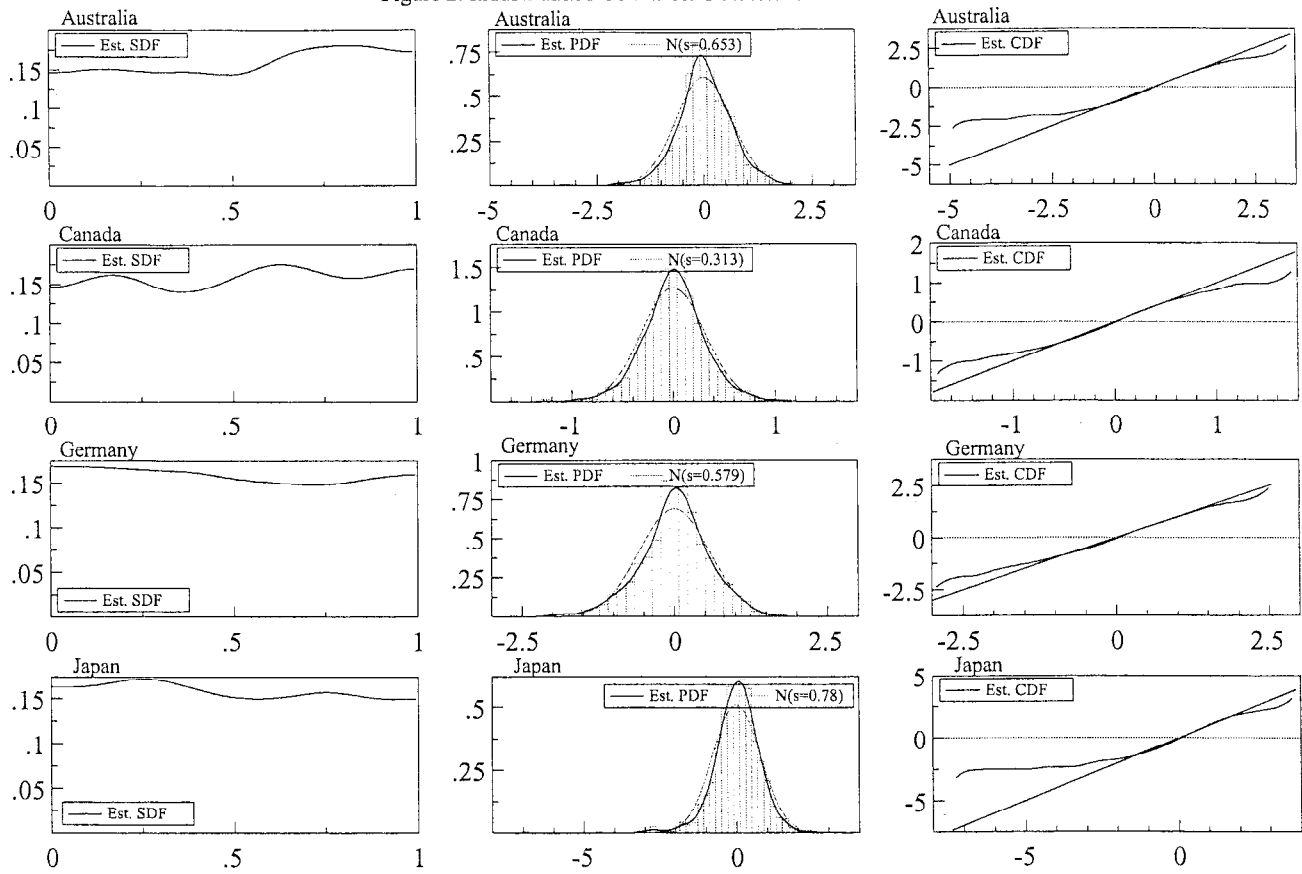 Australia
Est. SDF
.15
.1
.05
0 .5 1
Australia
Est. PDF N(s=0.653)
.75
.5
.25
-5 -2.5 0 2.5
Australia
Est. CDF
2.5
0
-2.5
-5
-5 -2.5 0 2.5
Canada
Est. SDF
.15
.1
.05
0 .5 1
Canada
Est. PDF N(s=0.313)
1.5
1
.5
-1 0 1
Canada
Est. CDF
2
1
0
-1
-1 0 1
Germany
Est. SDF
.15
.1
.05
0 .5 1
Germany
Est. PDF N(s=0.579)
1
.75
.5
.25
-2.5 0 2.5
Germany
Est. CDF
2.5
0
-2.5
-2.5 0 2.5
Japan
Est. SDF
.15
.1
.05
0 .5 1
Japan
Est. PDF N(s=0.78)
.5
.25
-5 0
Japan
Est. CDF
5
0
-5
-5 0